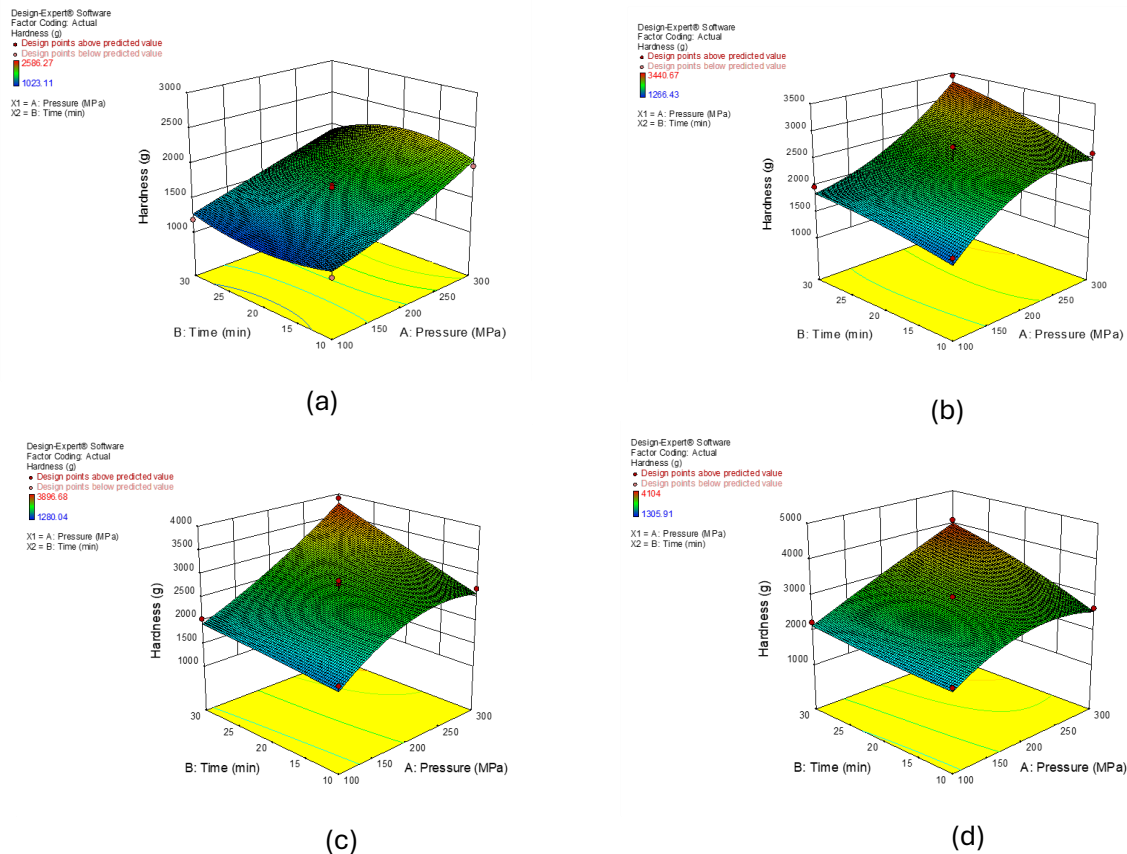 Design-Expert® Software
Factor Coding: Actual
Hardness (g)
Design points above predicted value
Design points below predicted value
2586.27
1023.11
X1 = A: Pressure (MPa)
X2 = B: Time (min)
3000
2500
2000
1500
1000
Hardness (g)
30
25
20
15
10
B: Time (min)
100
150
200
250
300
A: Pressure (MPa)
(a)
Design-Expert® Software
Factor Coding: Actual
Hardness (g)
Design points above predicted value
Design points below predicted value
3440.67
1266.43
X1 = A: Pressure (MPa)
X2 = B: Time (min)
3500
3000
2500
2000
1500
1000
Hardness (g)
30
25
20
15
10
B: Time (min)
100
150
200
250
300
A: Pressure (MPa)
(b)
Design-Expert® Software
Factor Coding: Actual
Hardness (g)
Design points above predicted value
Design points below predicted value
3896.68
1280.04
X1 = A: Pressure (MPa)
X2 = B: Time (min)
4000
3500
3000
2500
2000
1500
1000
Hardness (g)
30
25
20
15
10
B: Time (min)
100
150
200
250
300
A: Pressure (MPa)
(c)
Design-Expert® Software
Factor Coding: Actual
Hardness (g)
Design points above predicted value
Design points below predicted value
4104
1305.91
X1 = A: Pressure (MPa)
X2 = B: Time (min)
5000
4000
3000
2000
1000
Hardness (g)
30
25
20
15
10
B: Time (min)
100
150
200
250
300
A: Pressure (MPa)
(d)